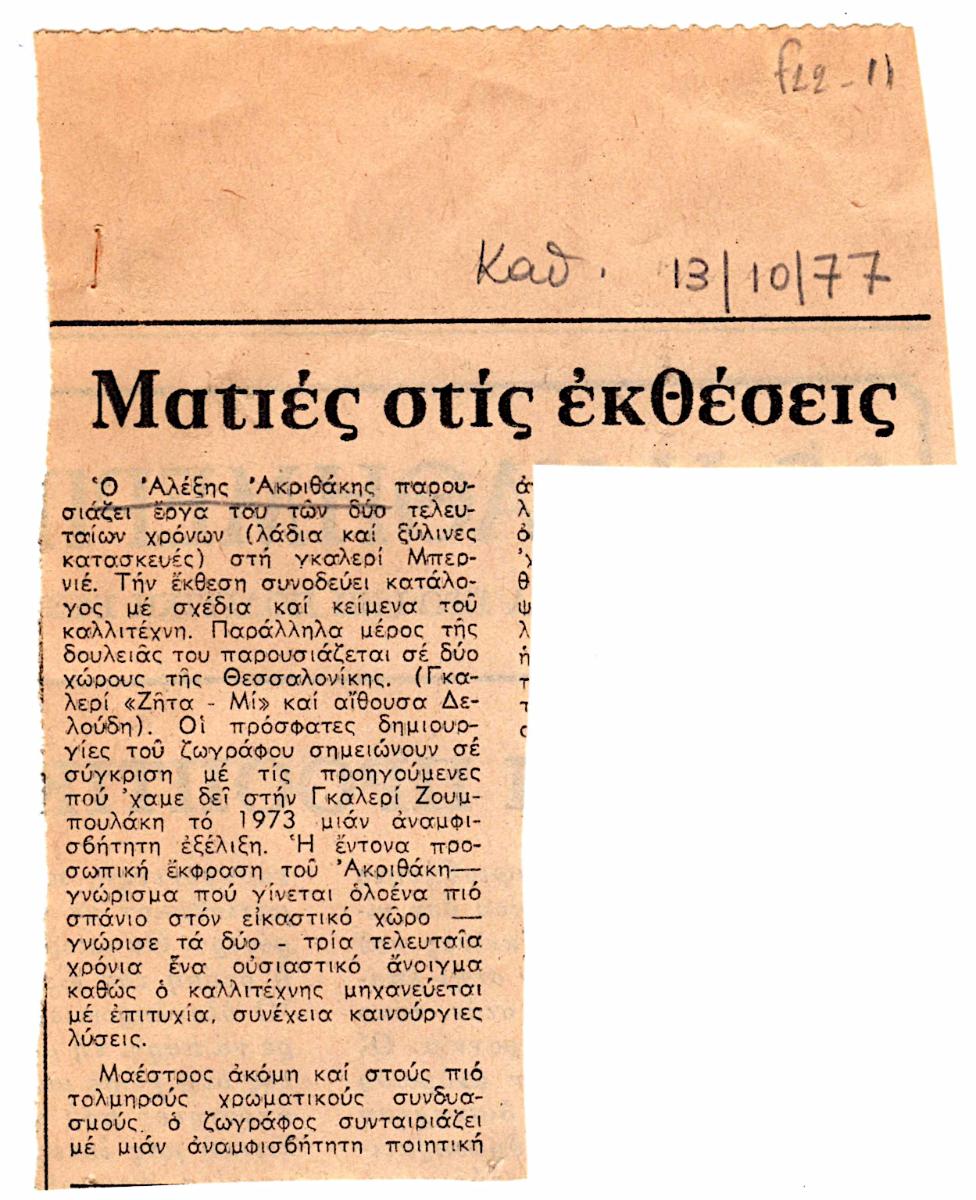 f22-11
Καθ. 13/10/77
Ματιές στίς ἐκθέσεις
Ὁ Ἀλέξης Ἀκριθάκης παρου-
σιάζει ἔργα του τῶν δύο τελευ-
ταίων χρόνων (λάδια καί ξύλινες
κατασκευές) στή γκαλερί Μπερ-
νιέ. Τήν ἔκθεση συνοδεύει κατάλο-
γος μέ σχέδια καί κείμενα τοῦ
καλλιτέχνη. Παράλληλα μέρος τῆς
δουλειᾶς του παρουσιάζεται σέ δύο
χώρους τῆς Θεσσαλονίκης. (Γκα-
λερί «Ζῆτα - Μί» καί αἴθουσα Δε-
λούδη). Οἱ πρόσφατες δημιουρ-
γίες τοῦ ζωγράφου σημειώνουν σέ
σύγκριση μέ τίς προηγούμενες
πού 'χαμε δεῖ στήν Γκαλερί Ζουμ-
πουλάκη τό 1973 μιάν ἀναμφι-
σβήτητη ἐξέλιξη. Ἡ ἔντονα προ-
σωπική ἔκφραση τοῦ Ἀκριθάκη—
γνώρισμα πού γίνεται ὁλοένα πιό
σπάνιο στόν εἰκαστικό χῶρο —
γνώρισε τά δύο - τρία τελευταῖα
χρόνια ἕνα οὐσιαστικό ἄνοιγμα
καθώς ὁ καλλιτέχνης μηχανεύεται
μέ ἐπιτυχία, συνέχεια καινούργιες
λύσεις.
Μαέστρος ἀκόμη καί στούς πιό
τολμηρούς χρωματικούς συνδυα-
σμούς, ὁ ζωγράφος συνταιριάζει
μέ μιάν ἀναμφισβήτητη ποιητική